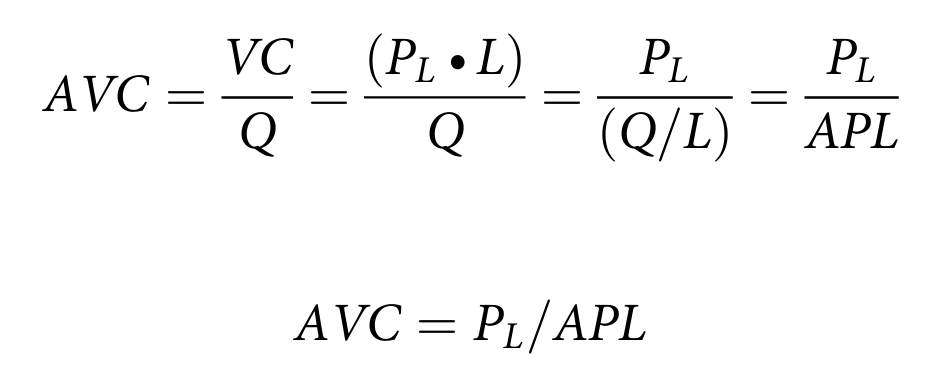 AVC = VC/Q = (P_L • L)/Q = P_L/(Q/L) = P_L/APL
AVC = P_L/APL